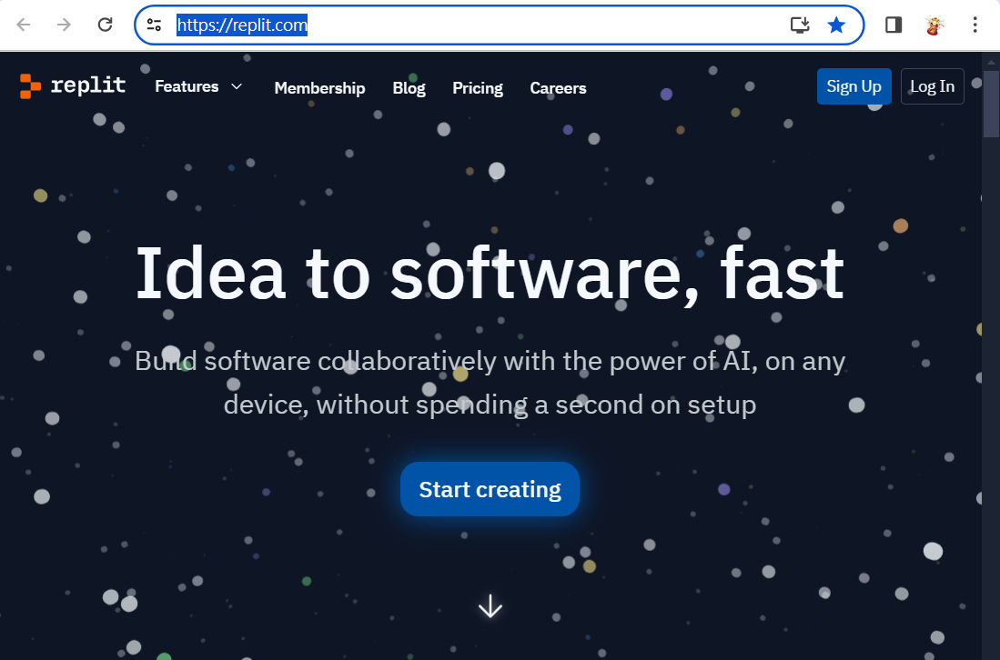 https://replit.com
replit Features Membership Blog Pricing Careers Sign Up Log In
Idea to software, fast
Build software collaboratively with the power of AI, on any
device, without spending a second on setup
Start creating